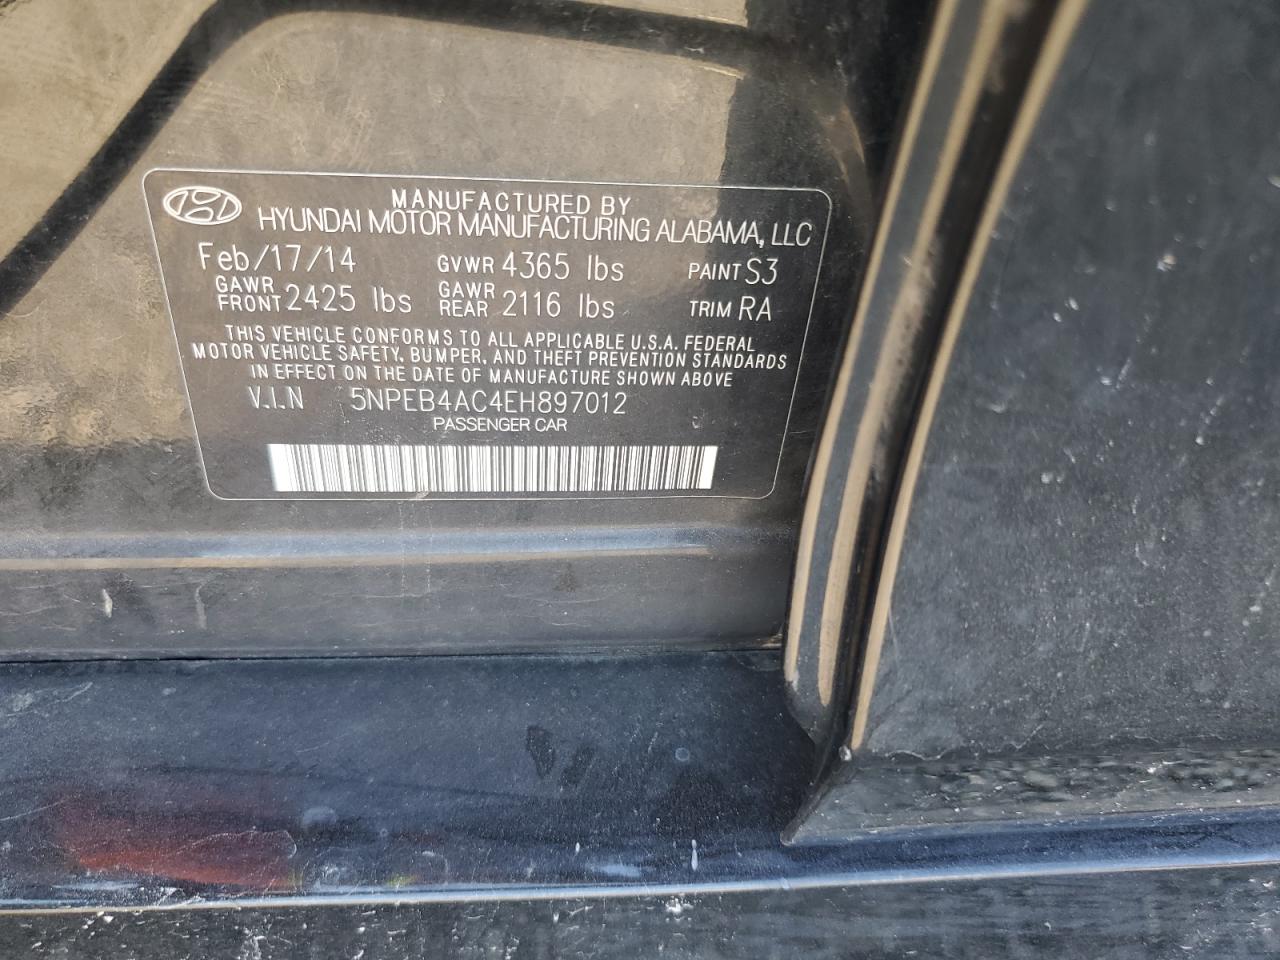 MANUFACTURED BY
HYUNDAI MOTOR MANUFACTURING ALABAMA, LLC
Feb/17/14 GVWR 4365 lbs PAINT S3
GAWR FRONT 2425 lbs GAWR REAR 2116 lbs TRIM RA
THIS VEHICLE CONFORMS TO ALL APPLICABLE U.S.A. FEDERAL
MOTOR VEHICLE SAFETY, BUMPER, AND THEFT PREVENTION STANDARDS
IN EFFECT ON THE DATE OF MANUFACTURE SHOWN ABOVE
V.I.N 5NPEB4AC4EH897012
PASSENGER CAR